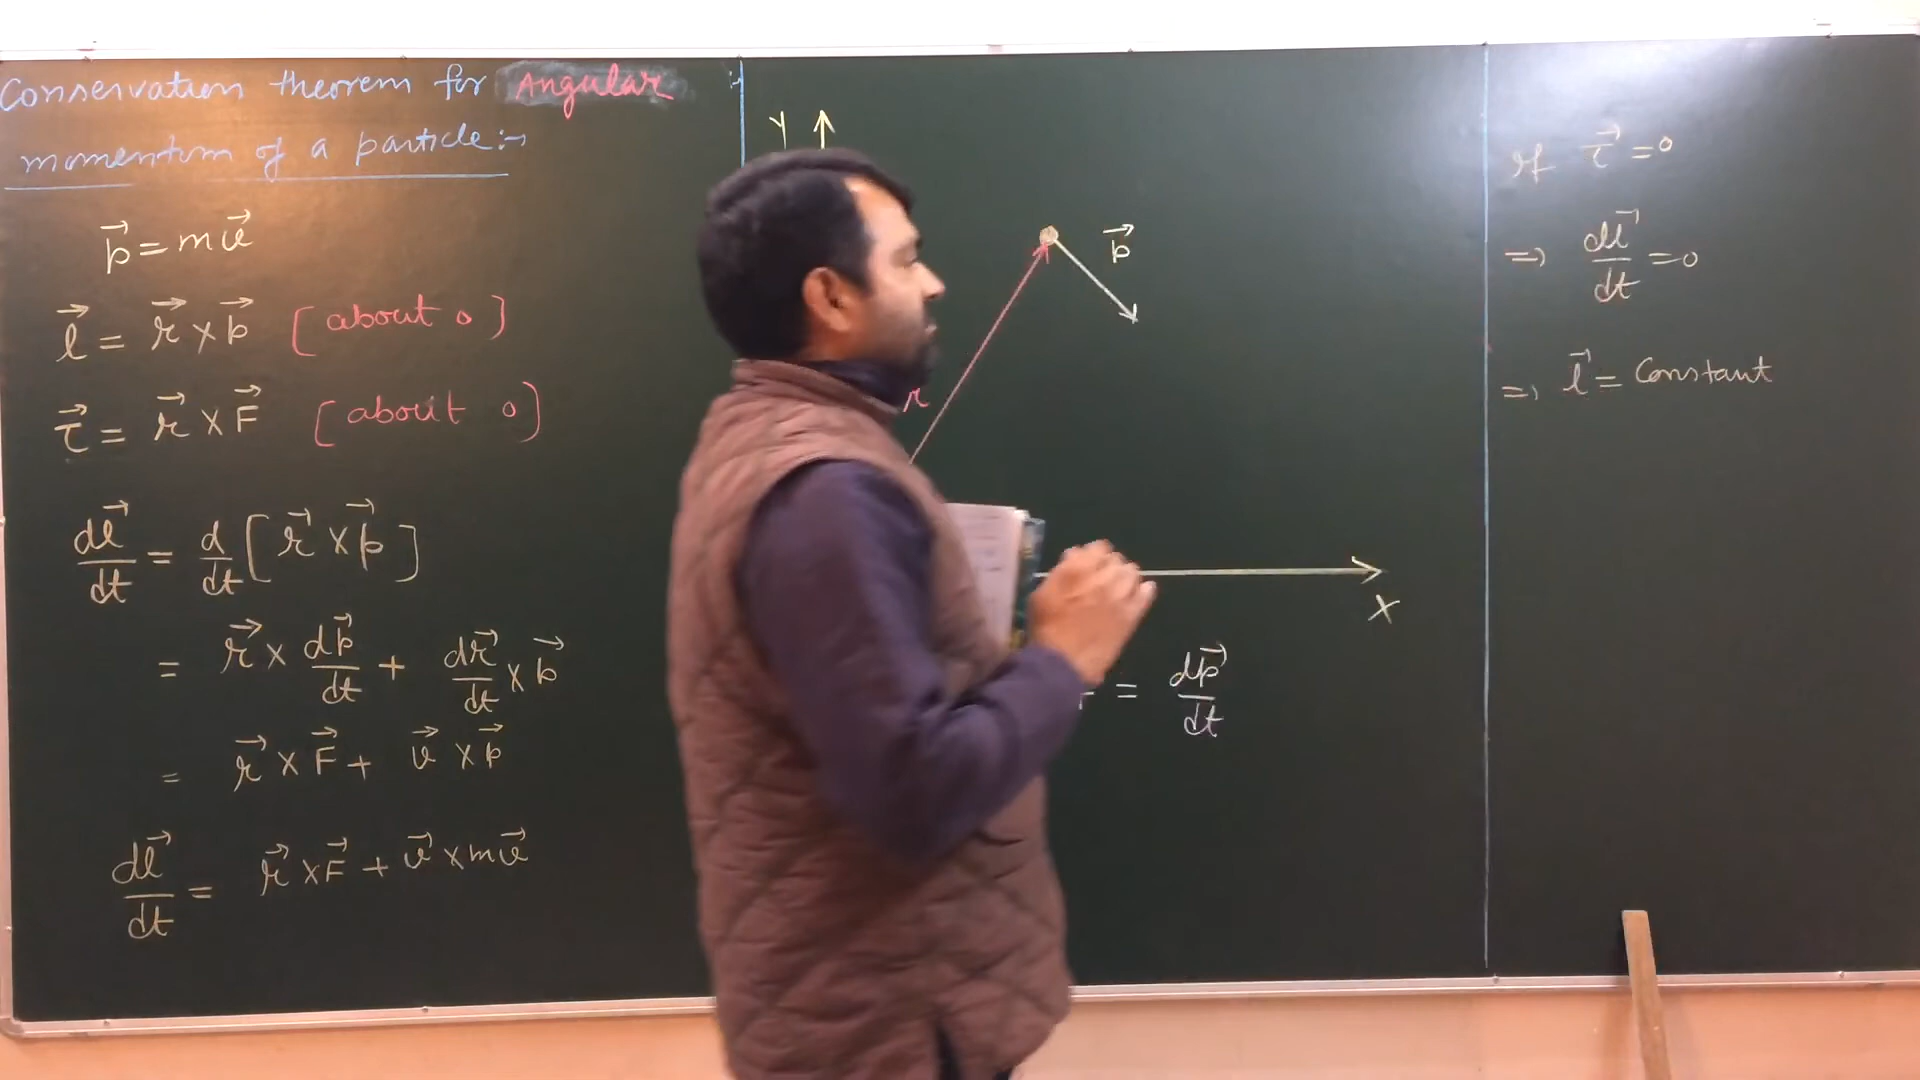 Conservation theorem for Angular :-
momentum of a particle:-
p⃗ = mv⃗
l⃗ = r⃗ × p⃗ [about o]
τ⃗ = r⃗ × F⃗ [about o]
dl⃗/dt = d/dt [r⃗ × p⃗]
= r⃗ × dp⃗/dt + dr⃗/dt × p⃗
= r⃗ × F⃗ + v⃗ × p⃗
dl⃗/dt = r⃗ × F⃗ + v⃗ × mv⃗
Y
p⃗
r
X
= dp⃗/dt
If τ⃗ = 0
=> dl⃗/dt = 0
=> l⃗ = Constant